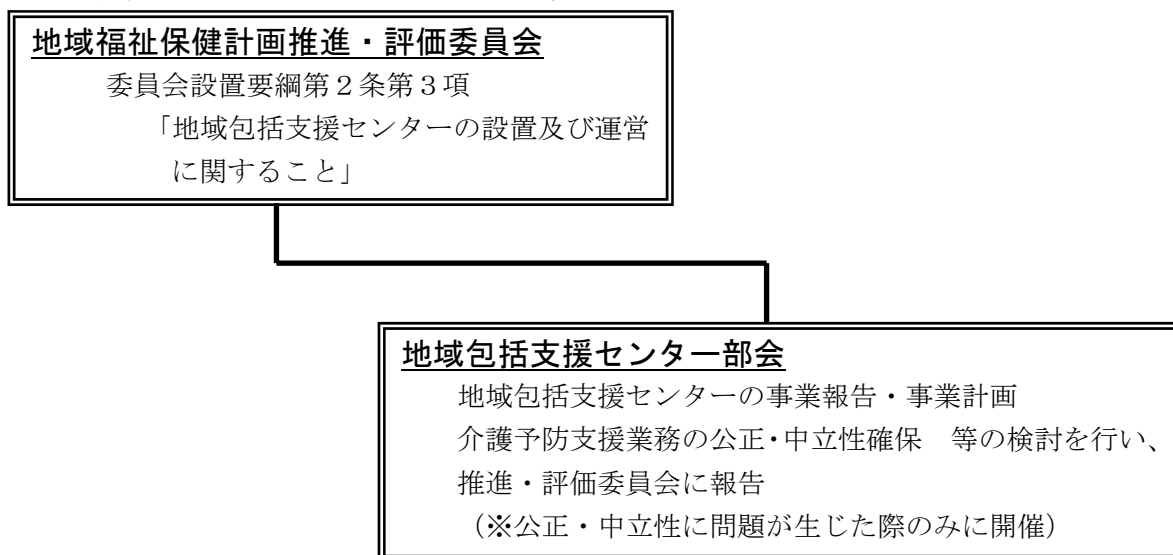 地域福祉保健計画推進・評価委員会
委員会設置要綱第２条第３項
「地域包括支援センターの設置及び運営
に関すること」
地域包括支援センター部会
地域包括支援センターの事業報告・事業計画
介護予防支援業務の公正・中立性確保　等の検討を行い、
推進・評価委員会に報告
（※公正・中立性に問題が生じた際のみに開催）